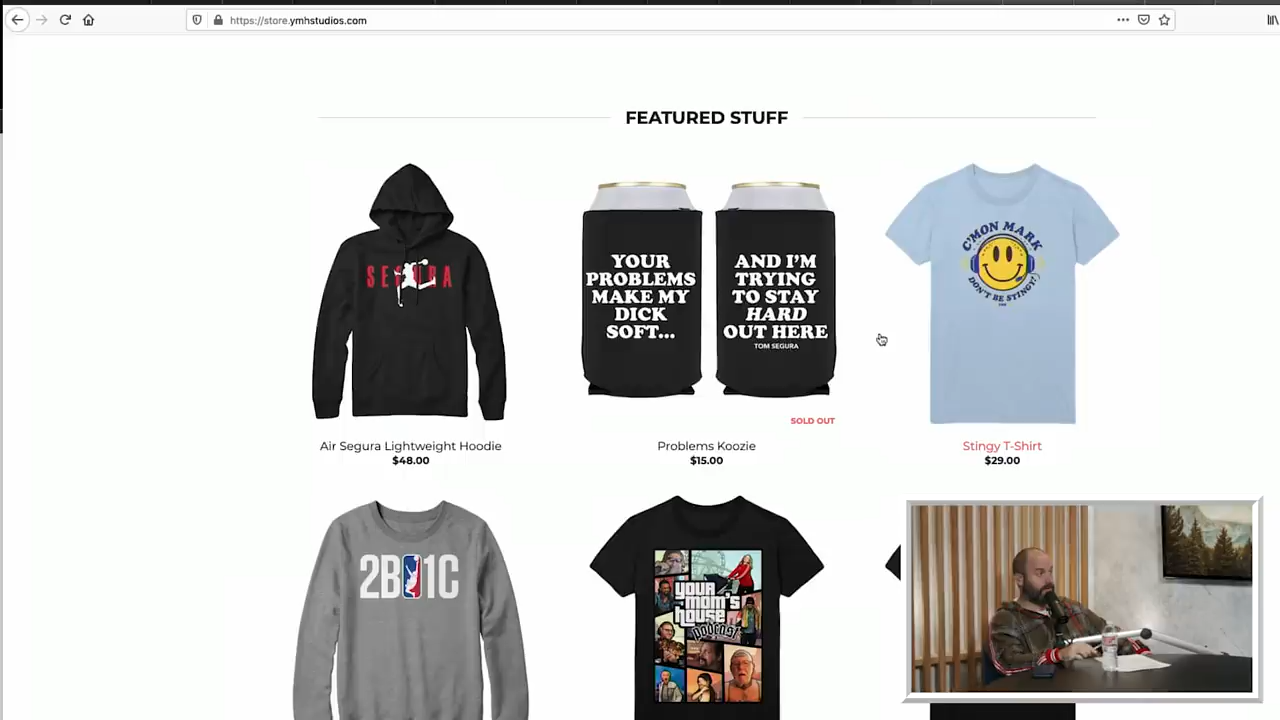 https://store.ymhstudios.com
FEATURED STUFF
SEGURA
YOUR
PROBLEMS
MAKE MY
DICK
SOFT...
AND I'M
TRYING
TO STAY
HARD
OUT HERE
TOM SEGURA
C'MON MARK
DON'T BE STINGY!
SOLD OUT
Air Segura Lightweight Hoodie
$48.00
Problems Koozie
$15.00
Stingy T-Shirt
$29.00
2B 1C
YOUR
MOM'S
HOUSE
PODCAST